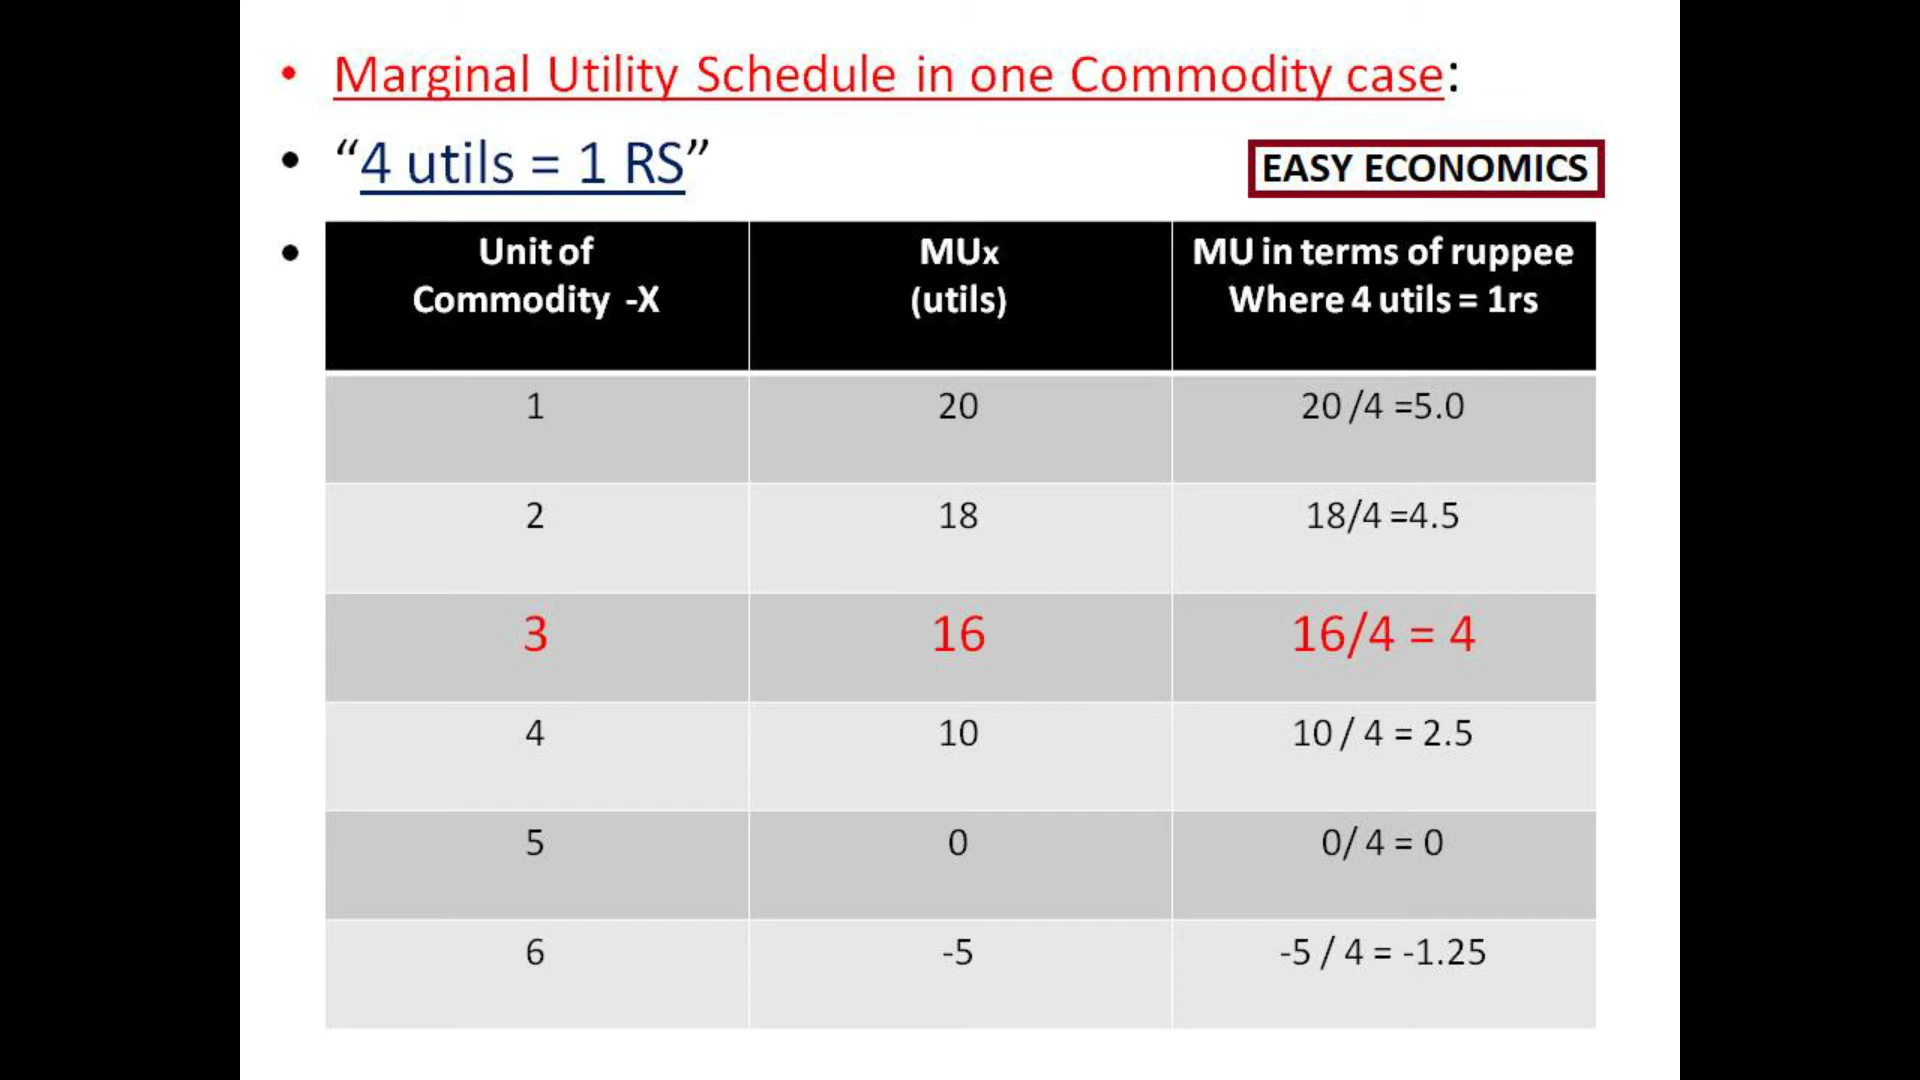 • Marginal Utility Schedule in one Commodity case:
• “4 utils = 1 RS”
EASY ECONOMICS
•
Unit of
Commodity -X
MUx
(utils)
MU in terms of ruppee
Where 4 utils = 1rs
1 20 20 /4 =5.0
2 18 18/4 =4.5
3 16 16/4 = 4
4 10 10 / 4 = 2.5
5 0 0/ 4 = 0
6 -5 -5 / 4 = -1.25